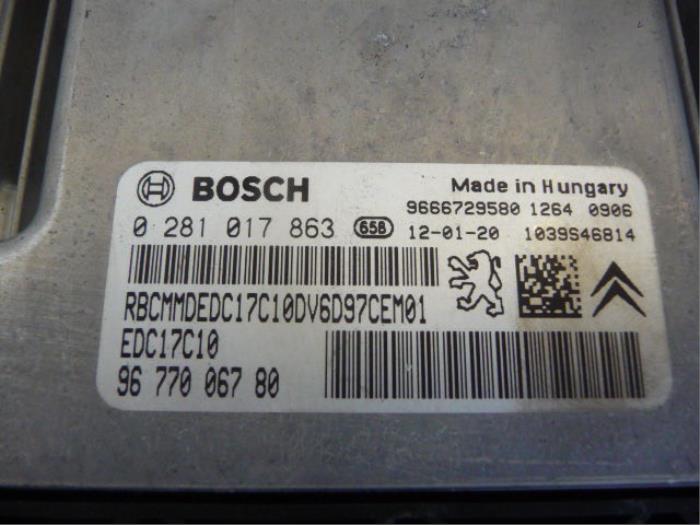 BOSCH
Made in Hungary
9666729580 1264 0906
0 281 017 863 658 12-01-20 1039S46814
RBCMMDEDC17C10DV6D97CEM01
EDC17C10
96 770 067 80